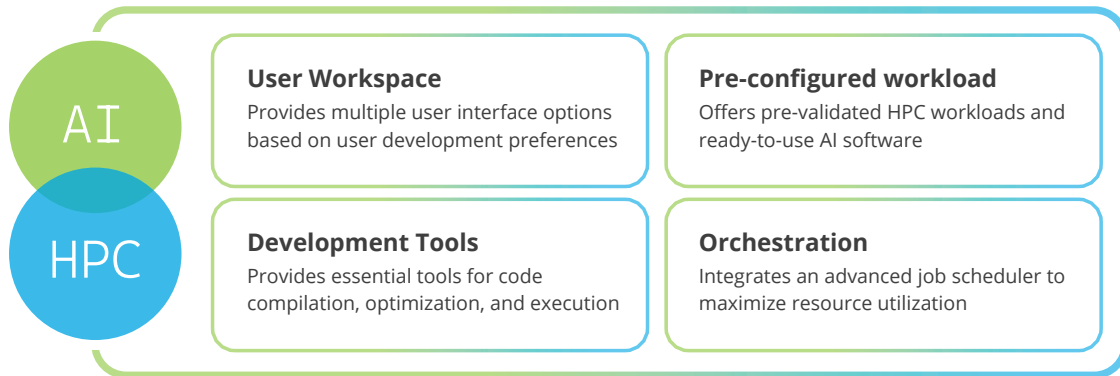 AI
HPC
User Workspace
Provides multiple user interface options
based on user development preferences
Pre-configured workload
Offers pre-validated HPC workloads and
ready-to-use AI software
Development Tools
Provides essential tools for code
compilation, optimization, and execution
Orchestration
Integrates an advanced job scheduler to
maximize resource utilization